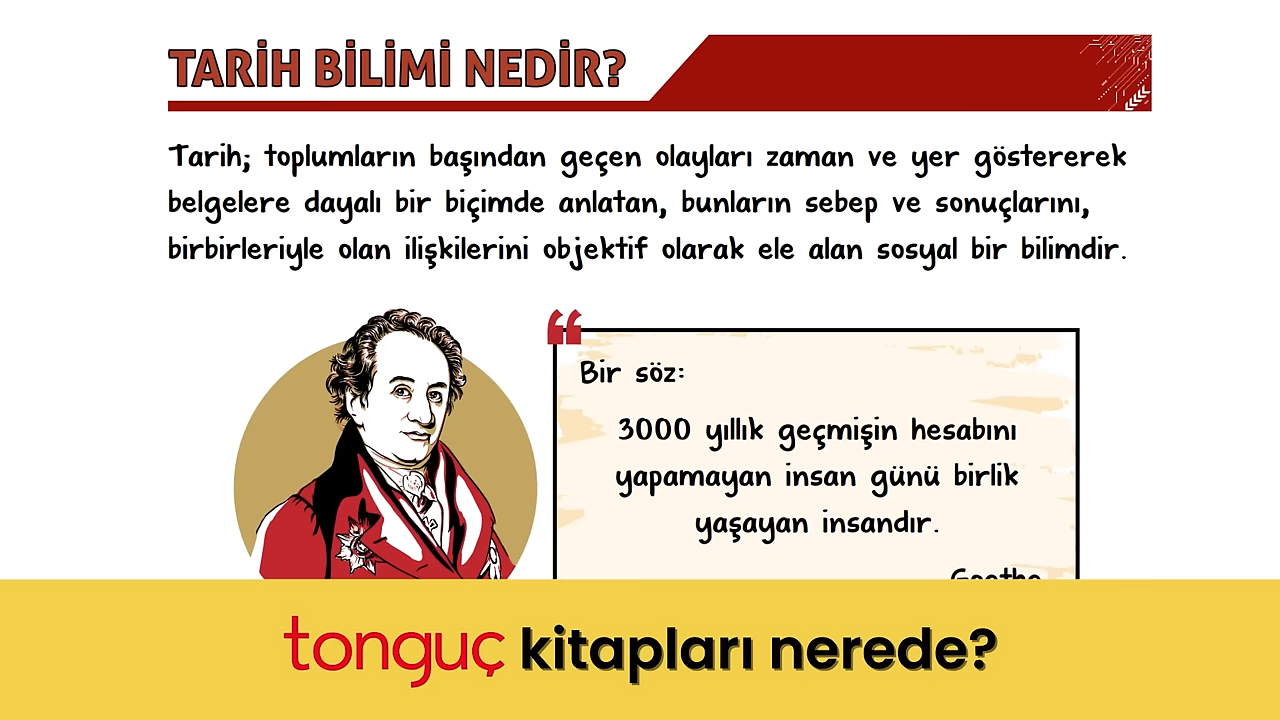 TARİH BİLİMİ NEDİR?
Tarih; toplumların başından geçen olayları zaman ve yer göstererek
belgelere dayalı bir biçimde anlatan, bunların sebep ve sonuçlarını,
birbirleriyle olan ilişkilerini objektif olarak ele alan sosyal bir bilimdir.
Bir söz:
3000 yıllık geçmişin hesabını
yapamayan insan günü birlik
yaşayan insandır.
Goethe
tonguç kitapları nerede?